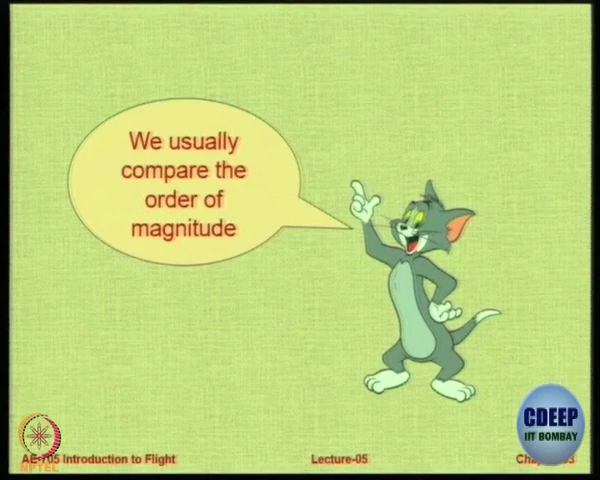 We usually
compare the
order of
magnitude
CDEEP
IIT BOMBAY
NPTEL
AE-705 Introduction to Flight
Lecture-05